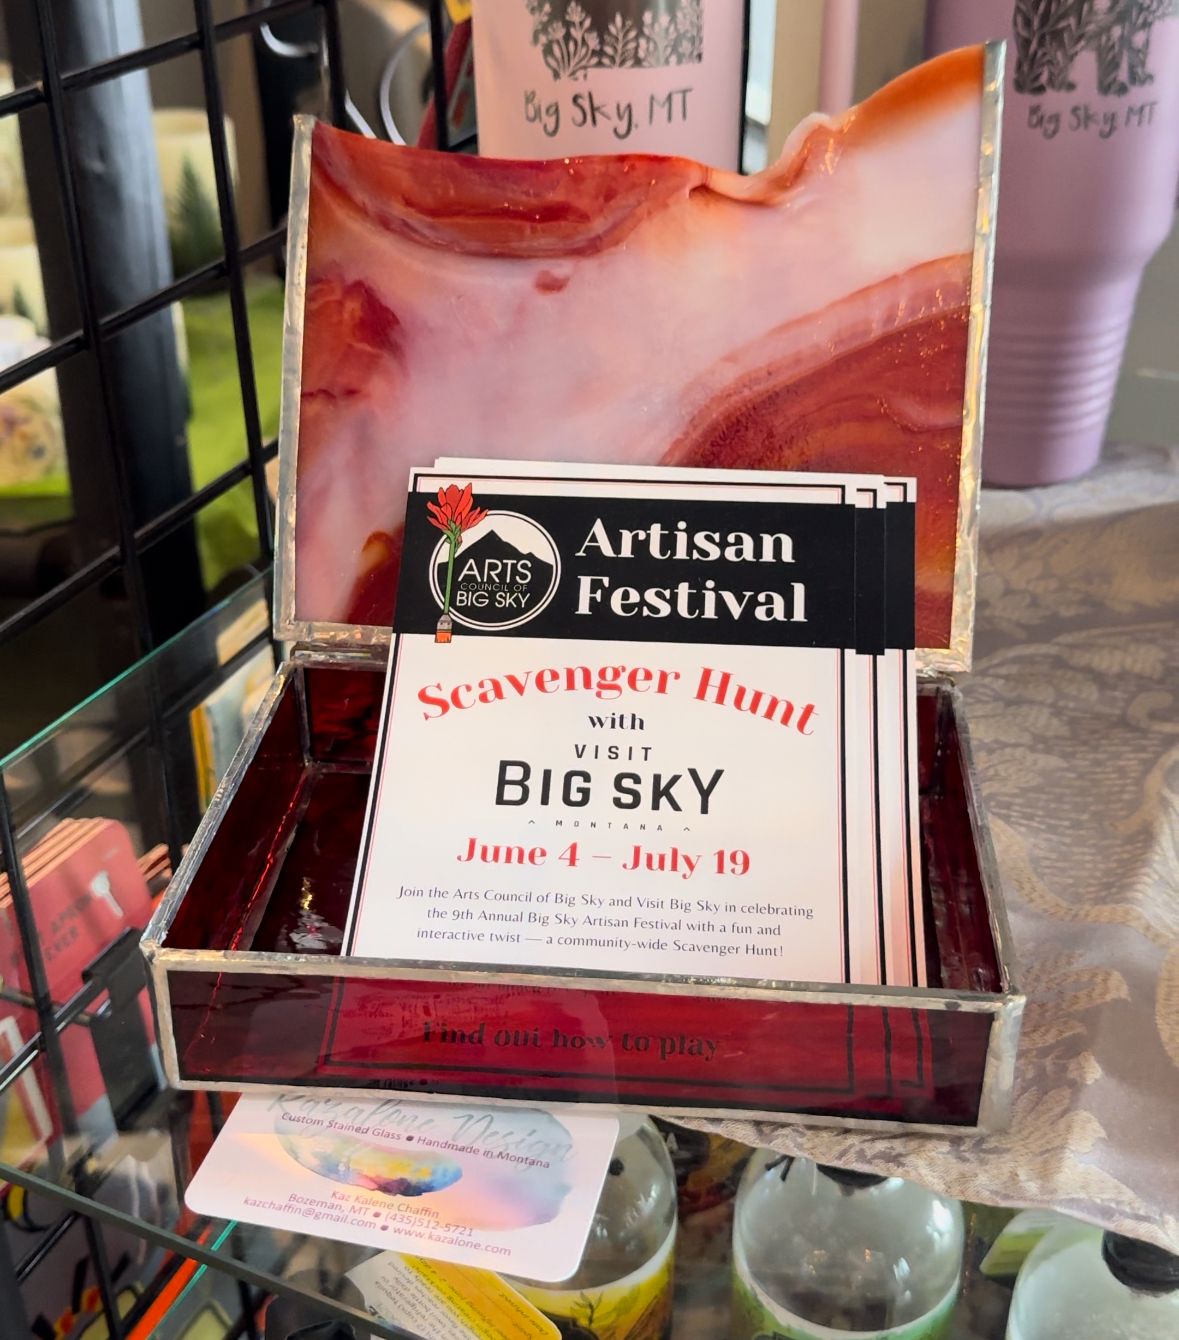 Big Sky, MT
Big Sky, MT
Artisan
Festival
ARTS
COUNCIL OF
BIG SKY
Scavenger Hunt
with
VISIT
BIG SKY
MONTANA
June 4 – July 19
Join the Arts Council of Big Sky and Visit Big Sky in celebrating
the 9th Annual Big Sky Artisan Festival with a fun and
interactive twist — a community-wide Scavenger Hunt!
Find out how to play
Kazalone Design
Custom Stained Glass • Handmade in Montana
Kaz Kalene Chaffin
Bozeman, MT • (435)512-5721
kazchaffin@gmail.com • www.kazalone.com